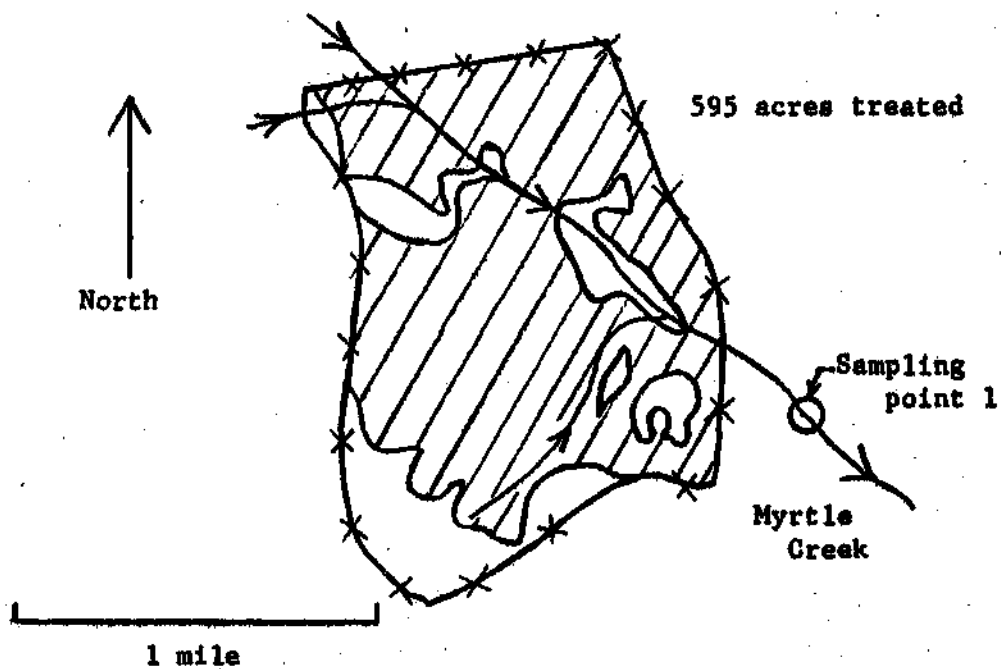 595 acres treated
North
Sampling
point 1
Myrtle
Creek
1 mile